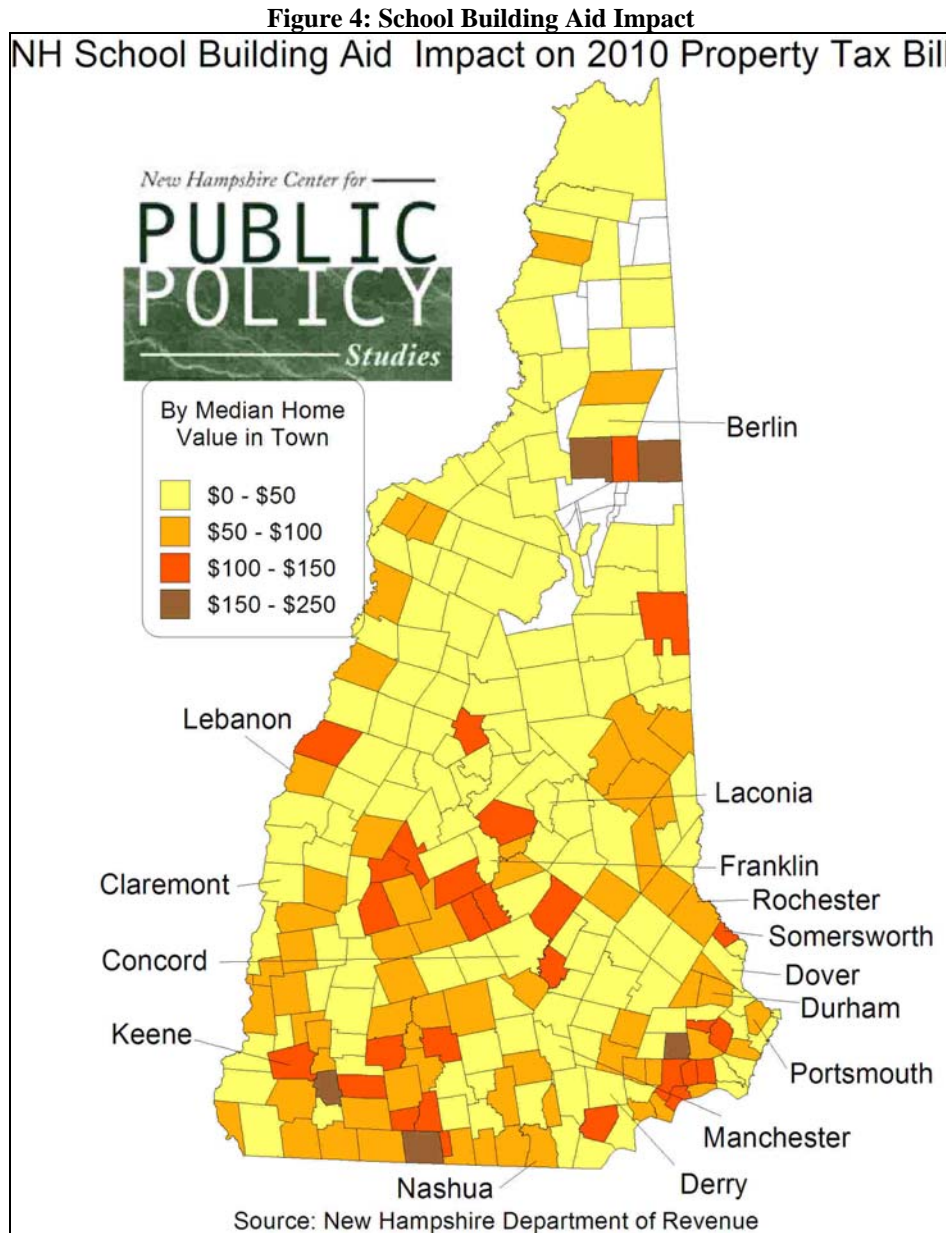 Figure 4: School Building Aid Impact
NH School Building Aid Impact on 2010 Property Tax Bill
New Hampshire Center for
PUBLIC
POLICY
Studies
By Median Home
Value in Town
$0 - $50
$50 - $100
$100 - $150
$150 - $250
Berlin
Lebanon
Laconia
Franklin
Claremont
Rochester
Somersworth
Concord
Dover
Durham
Keene
Portsmouth
Manchester
Derry
Nashua
Source: New Hampshire Department of Revenue